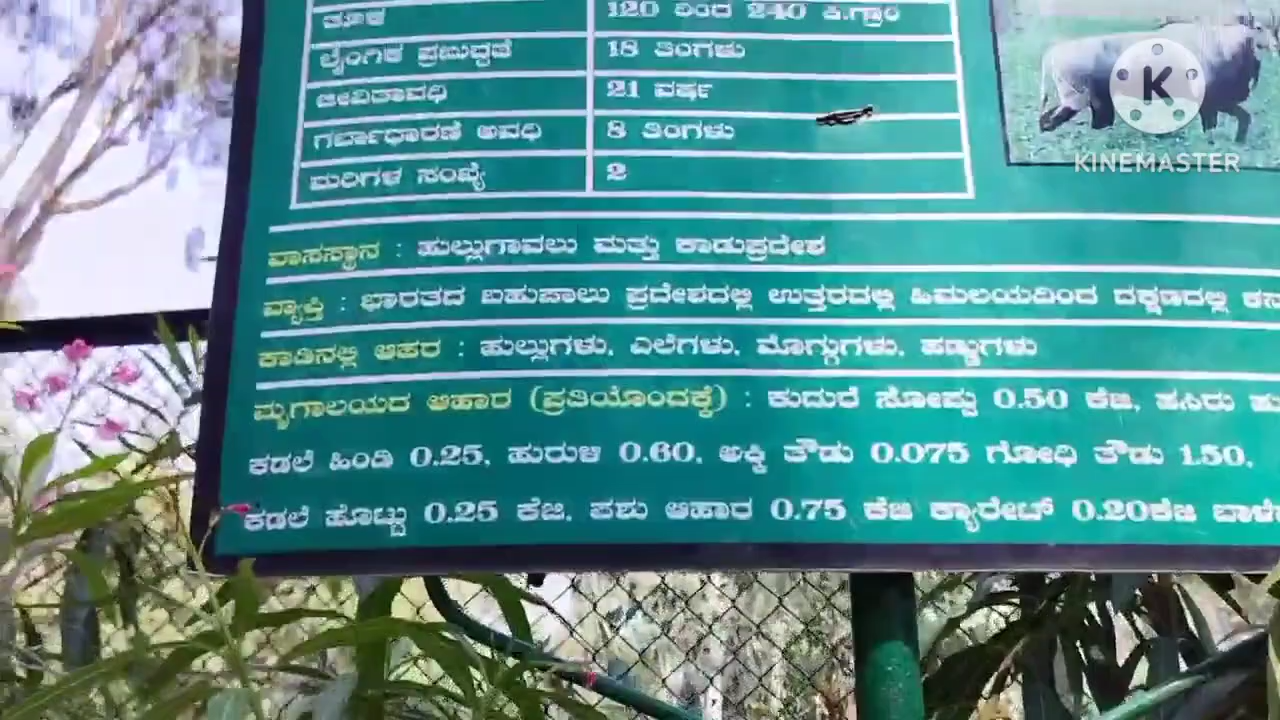 ತೂಕ 120 ರಿಂದ 240 ಕಿ.ಗ್ರಾಂ
ಲೈಂಗಿಕ ಪ್ರಬುದ್ಧತೆ 18 ತಿಂಗಳು
ಜೀವಿತಾವಧಿ 21 ವರ್ಷ
ಗರ್ಬಾಧಾರಣೆ ಅವಧಿ 8 ತಿಂಗಳು
ಮರಿಗಳ ಸಂಖ್ಯೆ 2
KINEMASTER
ವಾಸಸ್ಥಾನ : ಹುಲ್ಲುಗಾವಲು ಮತ್ತು ಕಾಡುಪ್ರದೇಶ
ವ್ಯಾಪ್ತಿ : ಭಾರತದ ಬಹುಪಾಲು ಪ್ರದೇಶದಲ್ಲಿ ಉತ್ತರದಲ್ಲಿ ಹಿಮಲಯದಿಂದ ದಕ್ಷಣದಲ್ಲಿ
ಕಾಡಿನಲ್ಲಿ ಆಹರ : ಹುಲ್ಲುಗಳು, ಎಲೆಗಳು, ಮೊಗ್ಗುಗಳು, ಹಣ್ಣುಗಳು
ಮೃಗಾಲಯದ ಆಹಾರ (ಪ್ರತಿಯೊಂದಕ್ಕೆ) : ಕುದುರೆ ಸೋಪ್ಪು 0.50 ಕೆಜಿ, ಹಸಿರು
ಕಡಲೆ ಹಿಂಡಿ 0.25, ಹುರುಳಿ 0.60, ಅಕ್ಕಿ ತೌಡು 0.075 ಗೋಧಿ ತೌಡು 1.50,
ಕಡಲೆ ಹೊಟ್ಟು 0.25 ಕೆಜಿ, ಪಶು ಆಹಾರ 0.75 ಕೆಜಿ ಕ್ಯಾರೇಟ್ 0.20ಕೆಜಿ